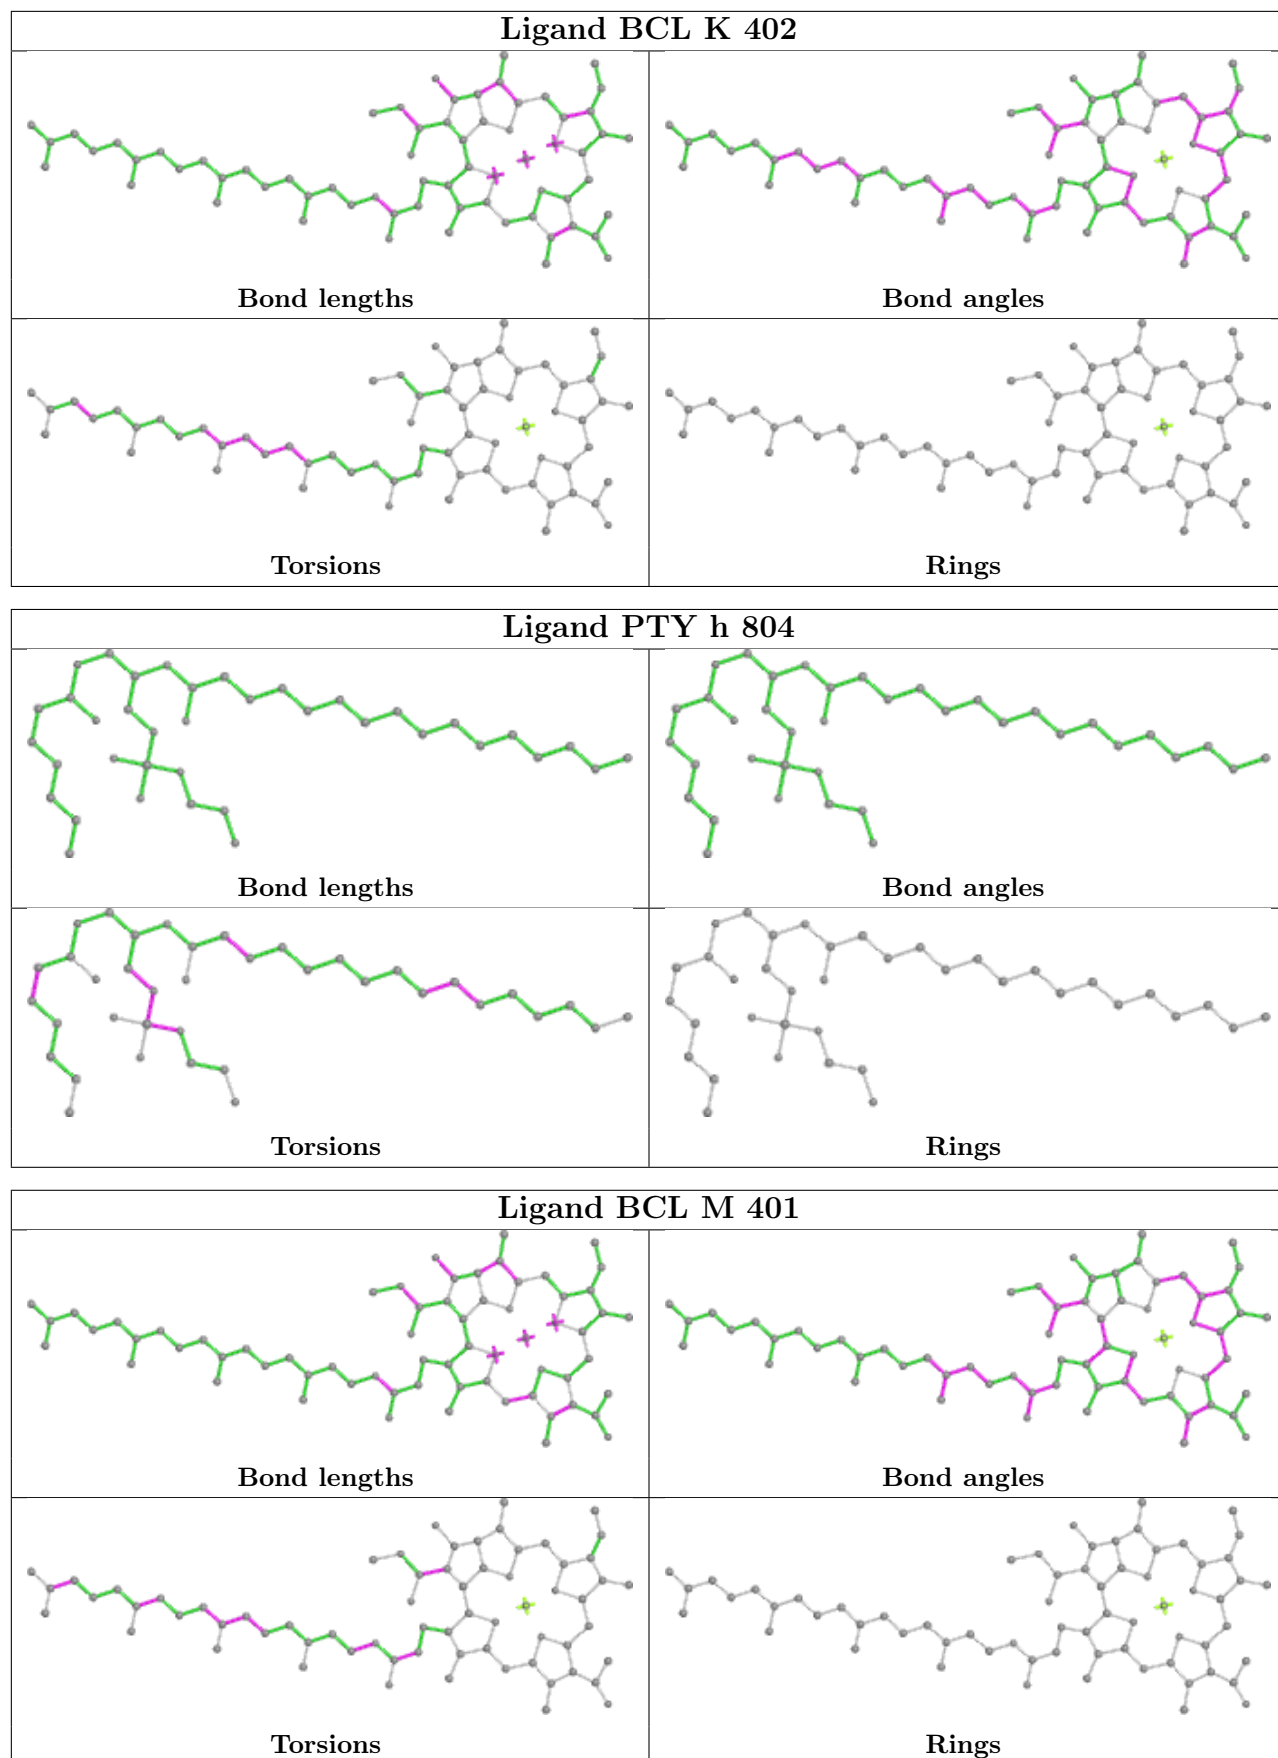 Ligand BCL K 402
Bond lengths
Bond angles
Torsions
Rings
Ligand PTY h 804
Bond lengths
Bond angles
Torsions
Rings
Ligand BCL M 401
Bond lengths
Bond angles
Torsions
Rings